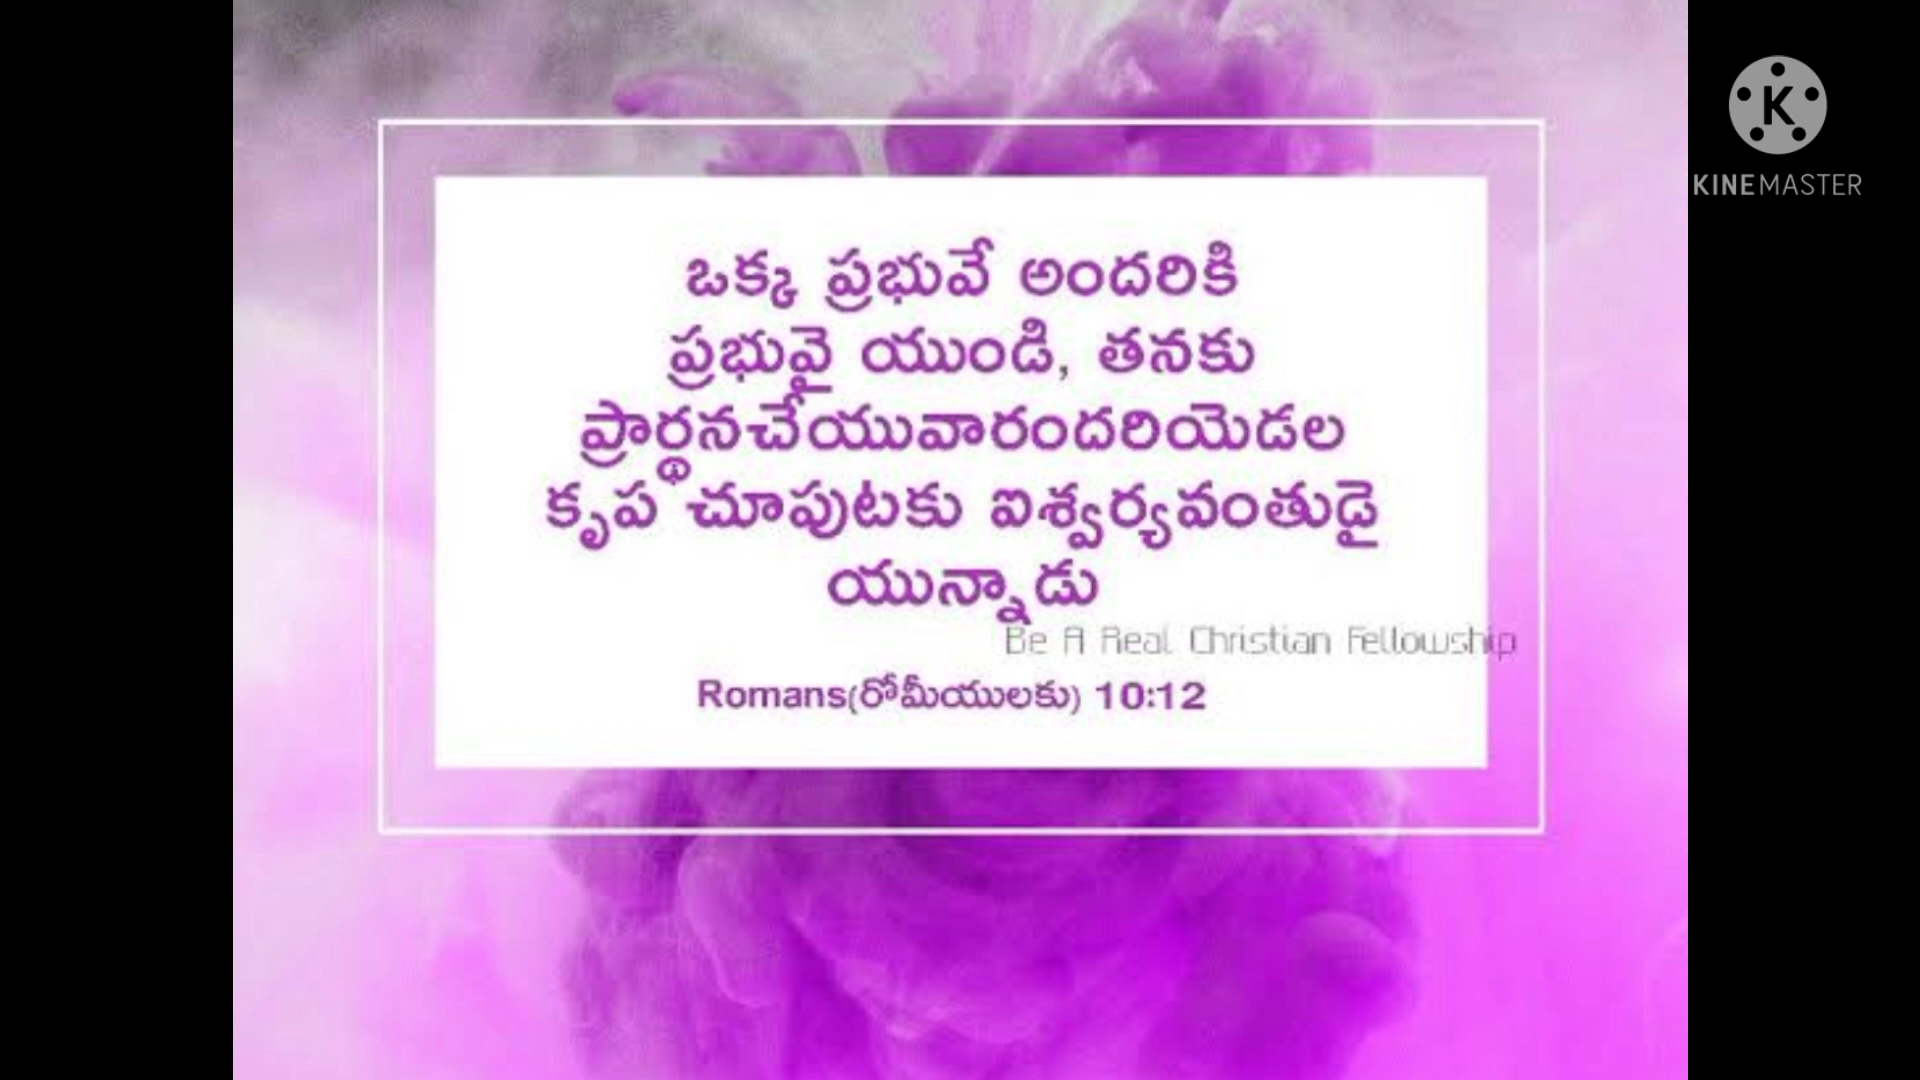 ఒక్క ప్రభువే అందరికి
ప్రభువై యుండి, తనకు
ప్రార్థనచేయువారందరియెడల
కృప చూపుటకు ఐశ్వర్యవంతుడై
యున్నాడు
Be A Real Christian Fellowship
Romans(రోమీయులకు) 10:12
K
KINEMASTER